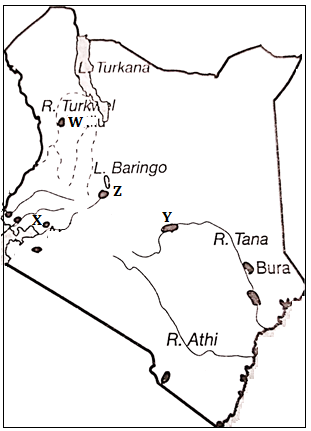 L. Turkana
R. Turkwel
W
L. Baringo
Z
X
Y
R. Tana
Bura
R. Athi